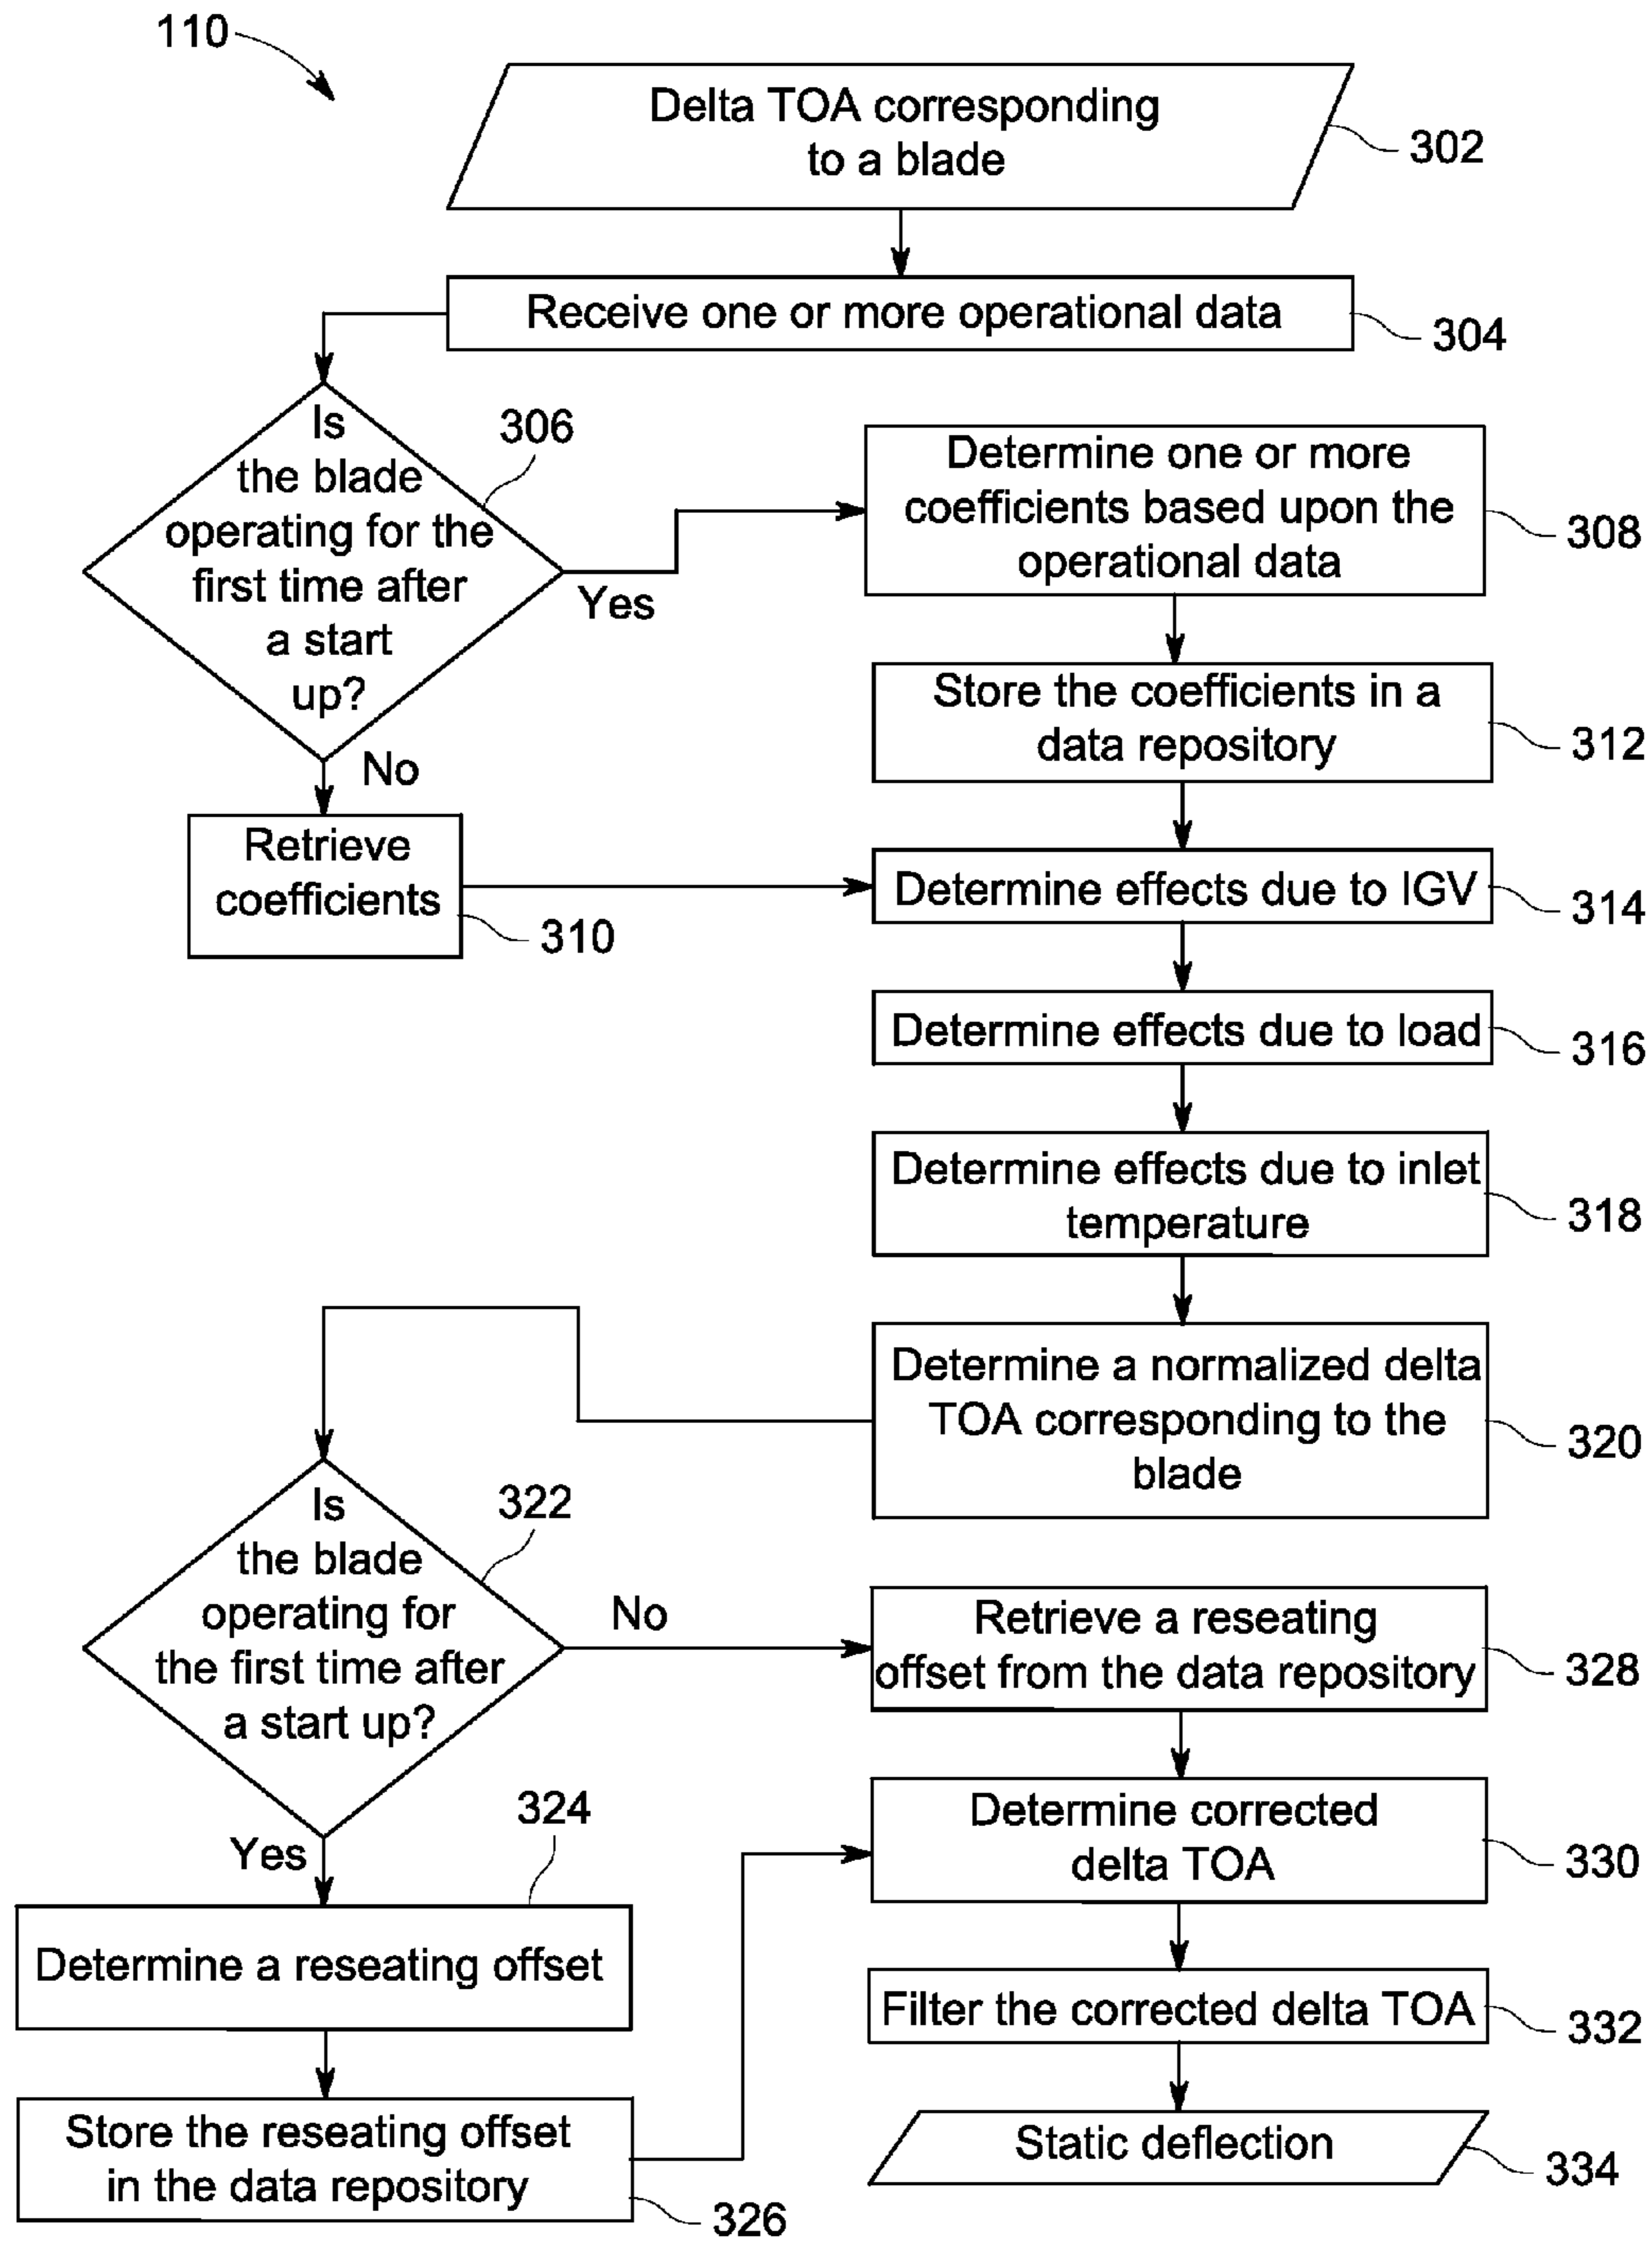 110
Delta TOA corresponding
to a blade
302
Receive one or more operational data
304
Is
the blade
operating for the
first time after
a start
up?
306
Yes
No
Determine one or more
coefficients based upon the
operational data
308
Store the coefficients in a
data repository
312
Retrieve
coefficients
310
Determine effects due to IGV
314
Determine effects due to load
316
Determine effects due to inlet
temperature
318
Determine a normalized delta
TOA corresponding to the
blade
320
Is
the blade
operating for
the first time after
a start up?
322
No
Yes
Retrieve a reseating
offset from the data repository
328
324
Determine a reseating offset
Store the reseating offset
in the data repository
326
Determine corrected
delta TOA
330
Filter the corrected delta TOA
332
Static deflection
334